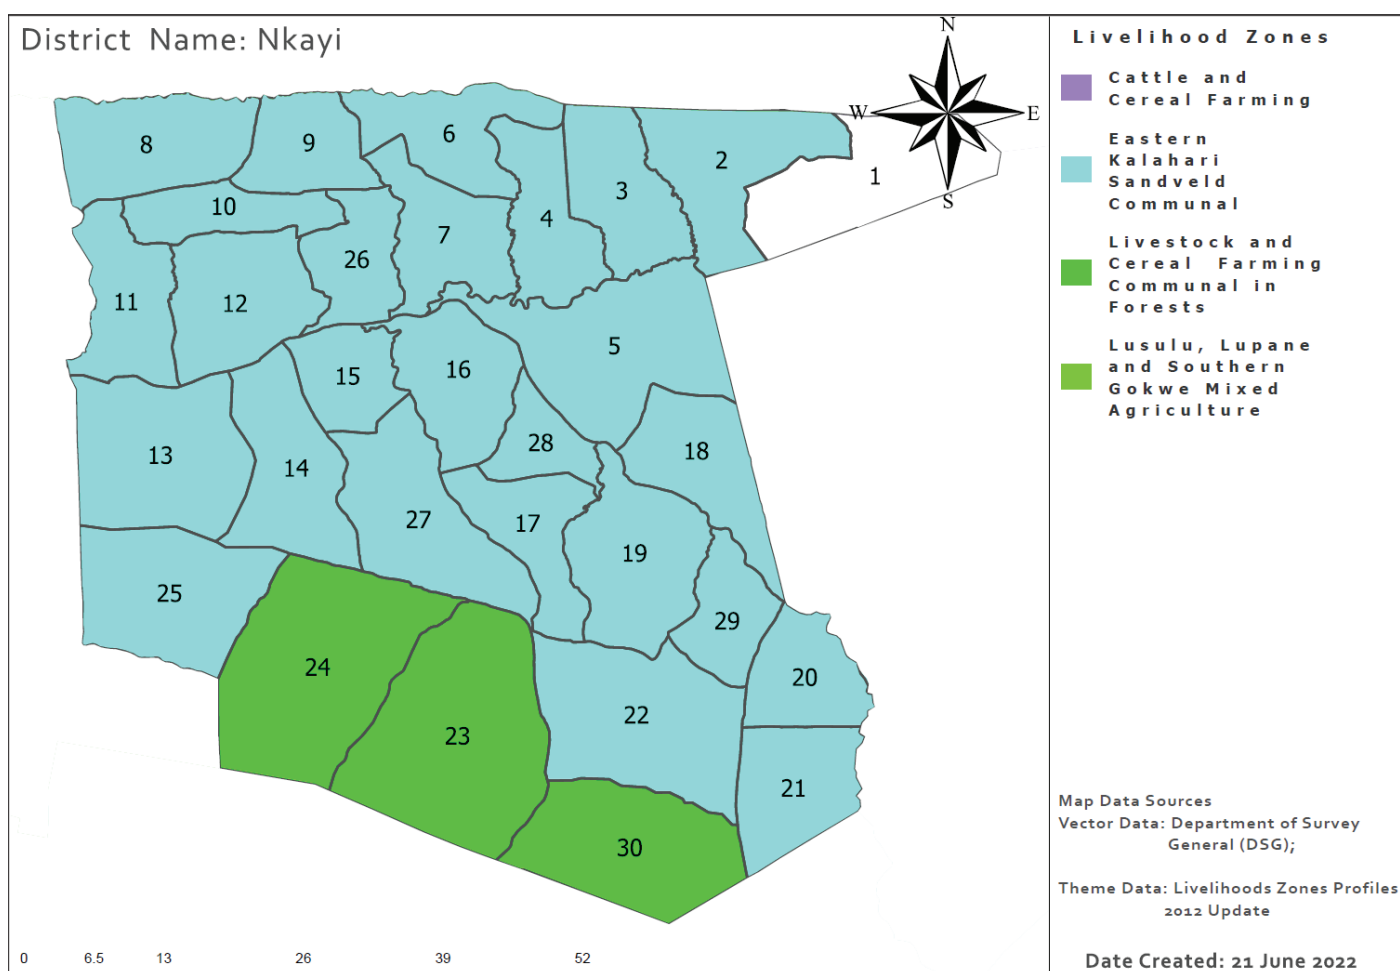 District Name: Nkayi
N
W
E
S
8
9
6
2
1
3
10
4
7
26
11
12
5
15
16
28
18
13
14
27
17
19
25
29
24
20
22
23
21
30
0 6.5 13 26 39 52
Livelihood Zones
Cattle and
Cereal Farming
Eastern
Kalahari
Sandveld
Communal
Livestock and
Cereal Farming
Communal in
Forests
Lusulu, Lupane
and Southern
Gokwe Mixed
Agriculture
Map Data Sources
Vector Data: Department of Survey
General (DSG);
Theme Data: Livelihoods Zones Profiles
2012 Update
Date Created: 21 June 2022